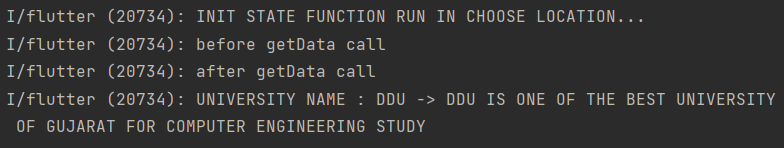 I/flutter (20734): INIT STATE FUNCTION RUN IN CHOOSE LOCATION...
I/flutter (20734): before getData call
I/flutter (20734): after getData call
I/flutter (20734): UNIVERSITY NAME : DDU -> DDU IS ONE OF THE BEST UNIVERSITY
OF GUJARAT FOR COMPUTER ENGINEERING STUDY